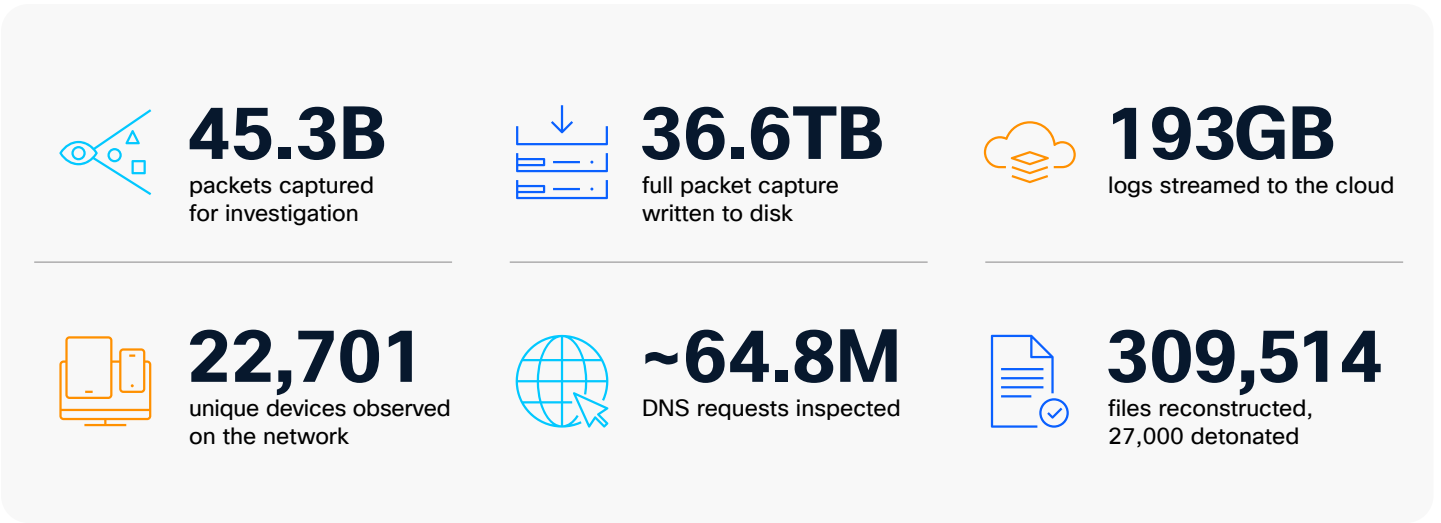 45.3B
packets captured
for investigation
36.6TB
full packet capture
written to disk
193GB
logs streamed to the cloud
22,701
unique devices observed
on the network
~64.8M
DNS requests inspected
309,514
files reconstructed,
27,000 detonated